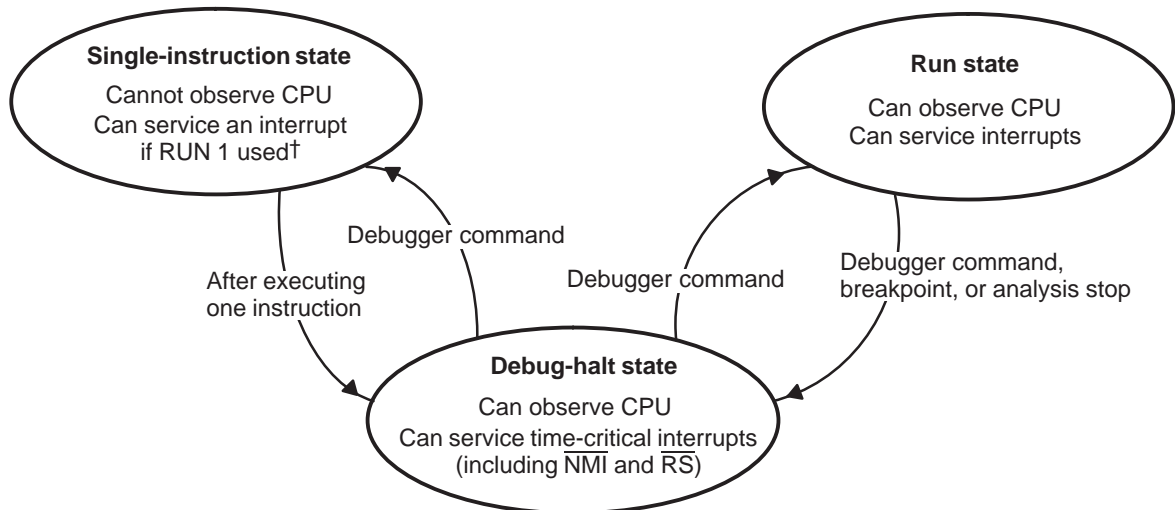 Single-instruction state
Cannot observe CPU
Can service an interrupt
if RUN 1 used†
Run state
Can observe CPU
Can service interrupts
Debugger command
After executing
one instruction
Debugger command
Debugger command,
breakpoint, or analysis stop
Debug-halt state
Can observe CPU
Can service time-critical interrupts
(including N̅M̅I̅ and R̅S̅)